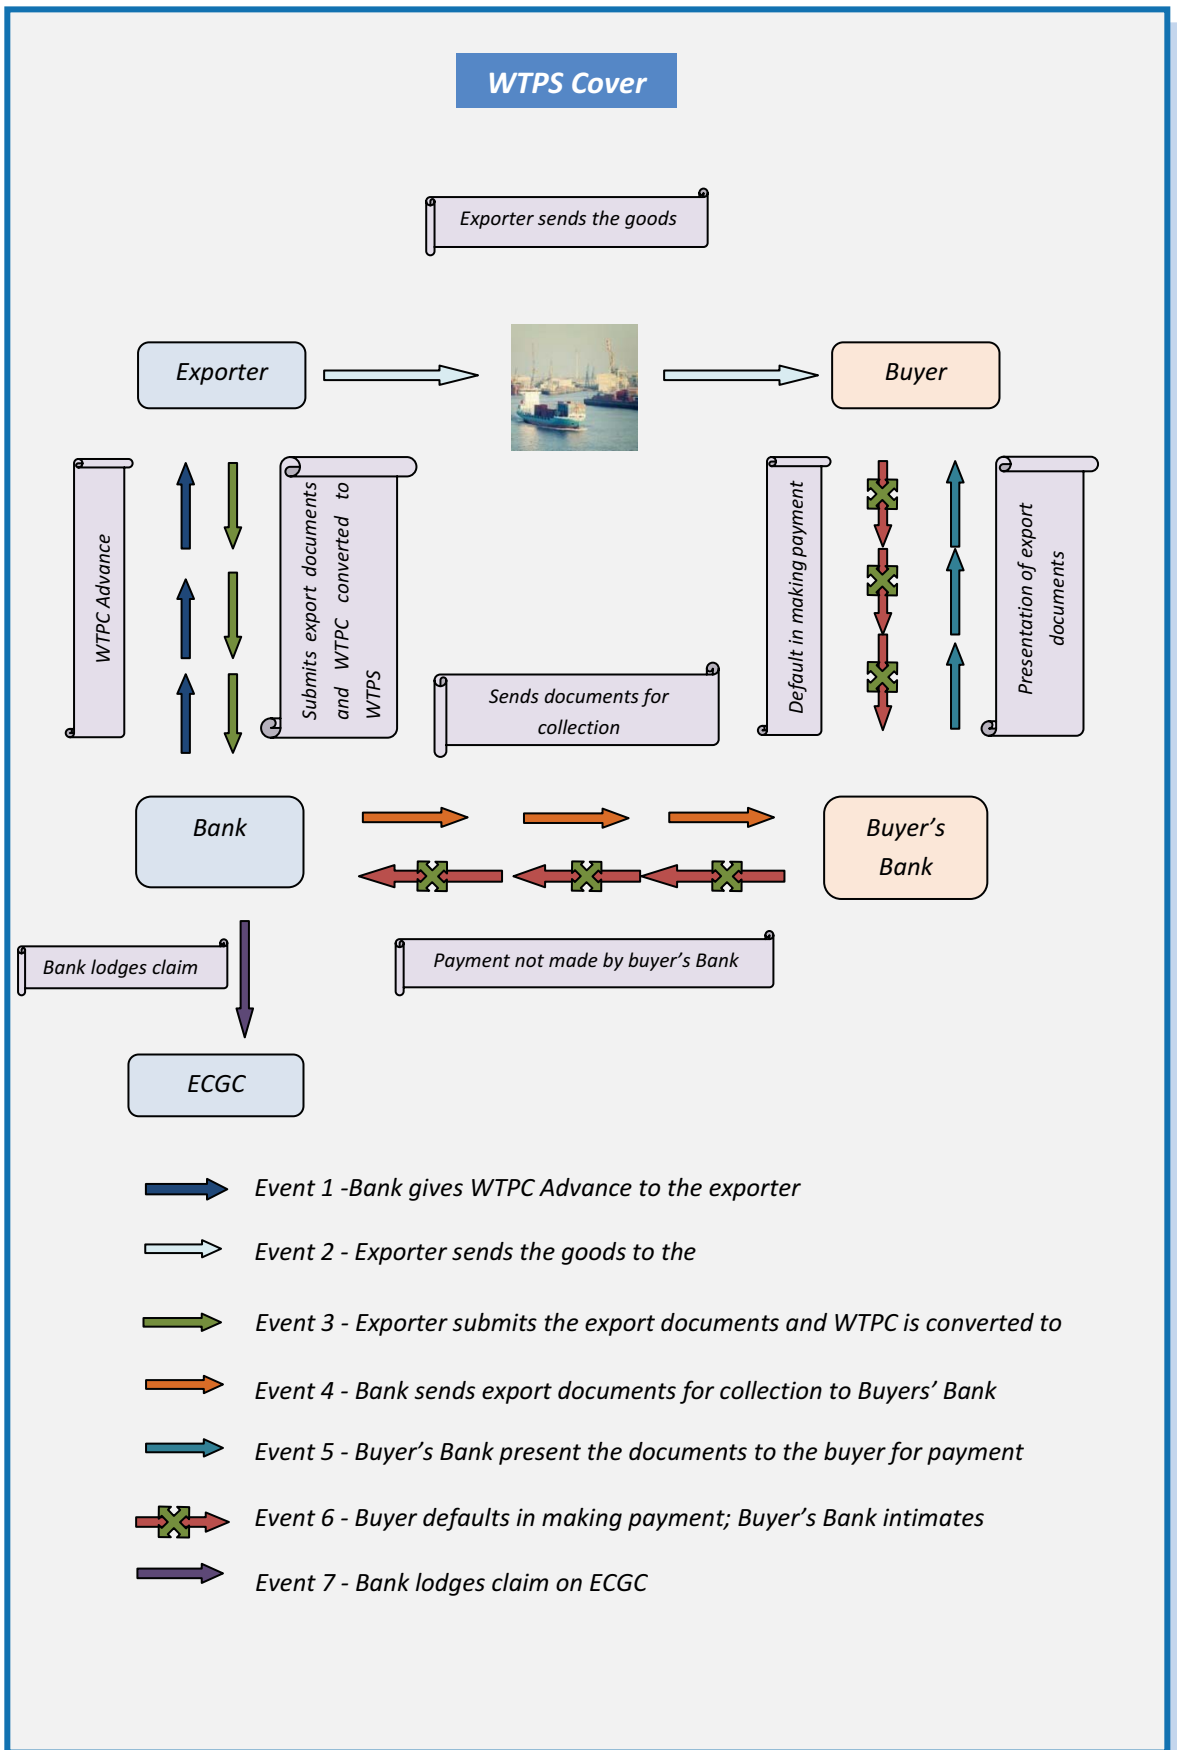 WTPS Cover
Exporter sends the goods
Exporter
Buyer
WTPC Advance
Submits export documents
and WTPC converted to
WTPS
Default in making payment
Presentation of export
documents
Sends documents for
collection
Bank
Buyer’s
Bank
Bank lodges claim
Payment not made by buyer’s Bank
ECGC
Event 1 -Bank gives WTPC Advance to the exporter
Event 2 - Exporter sends the goods to the
Event 3 - Exporter submits the export documents and WTPC is converted to
Event 4 - Bank sends export documents for collection to Buyers’ Bank
Event 5 - Buyer’s Bank present the documents to the buyer for payment
Event 6 - Buyer defaults in making payment; Buyer’s Bank intimates
Event 7 - Bank lodges claim on ECGC